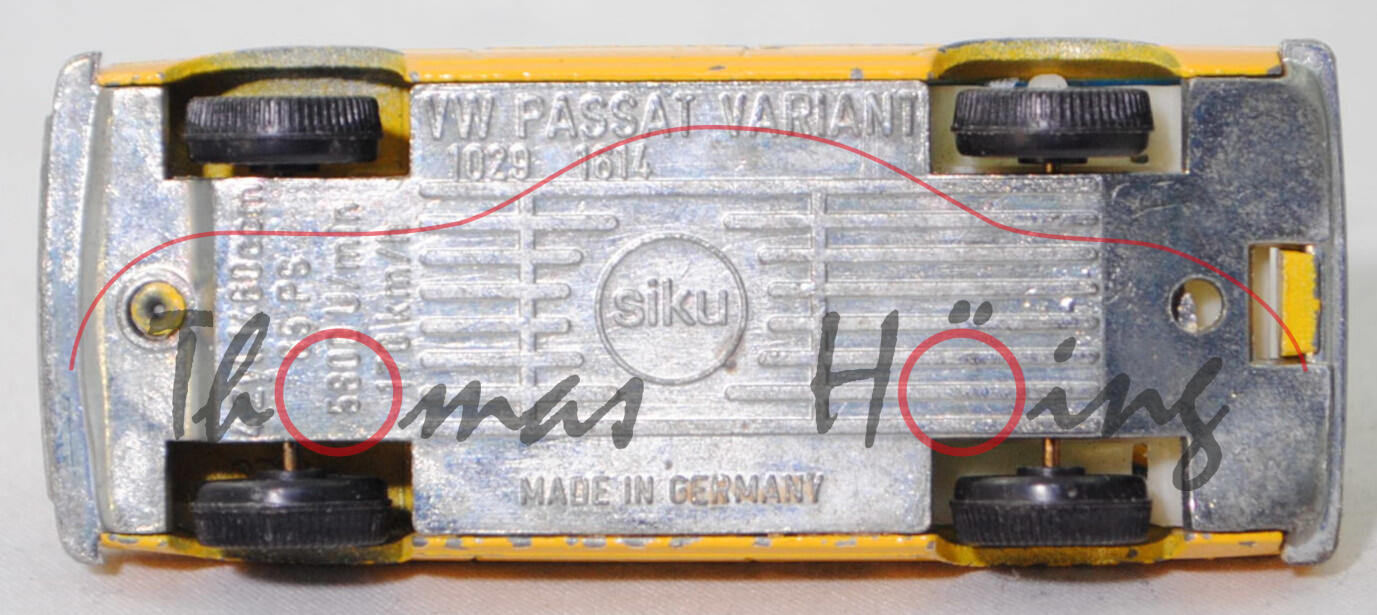 VW PASSAT VARIANT
1029 1614
siku
MADE IN GERMANY
Thomas Höing